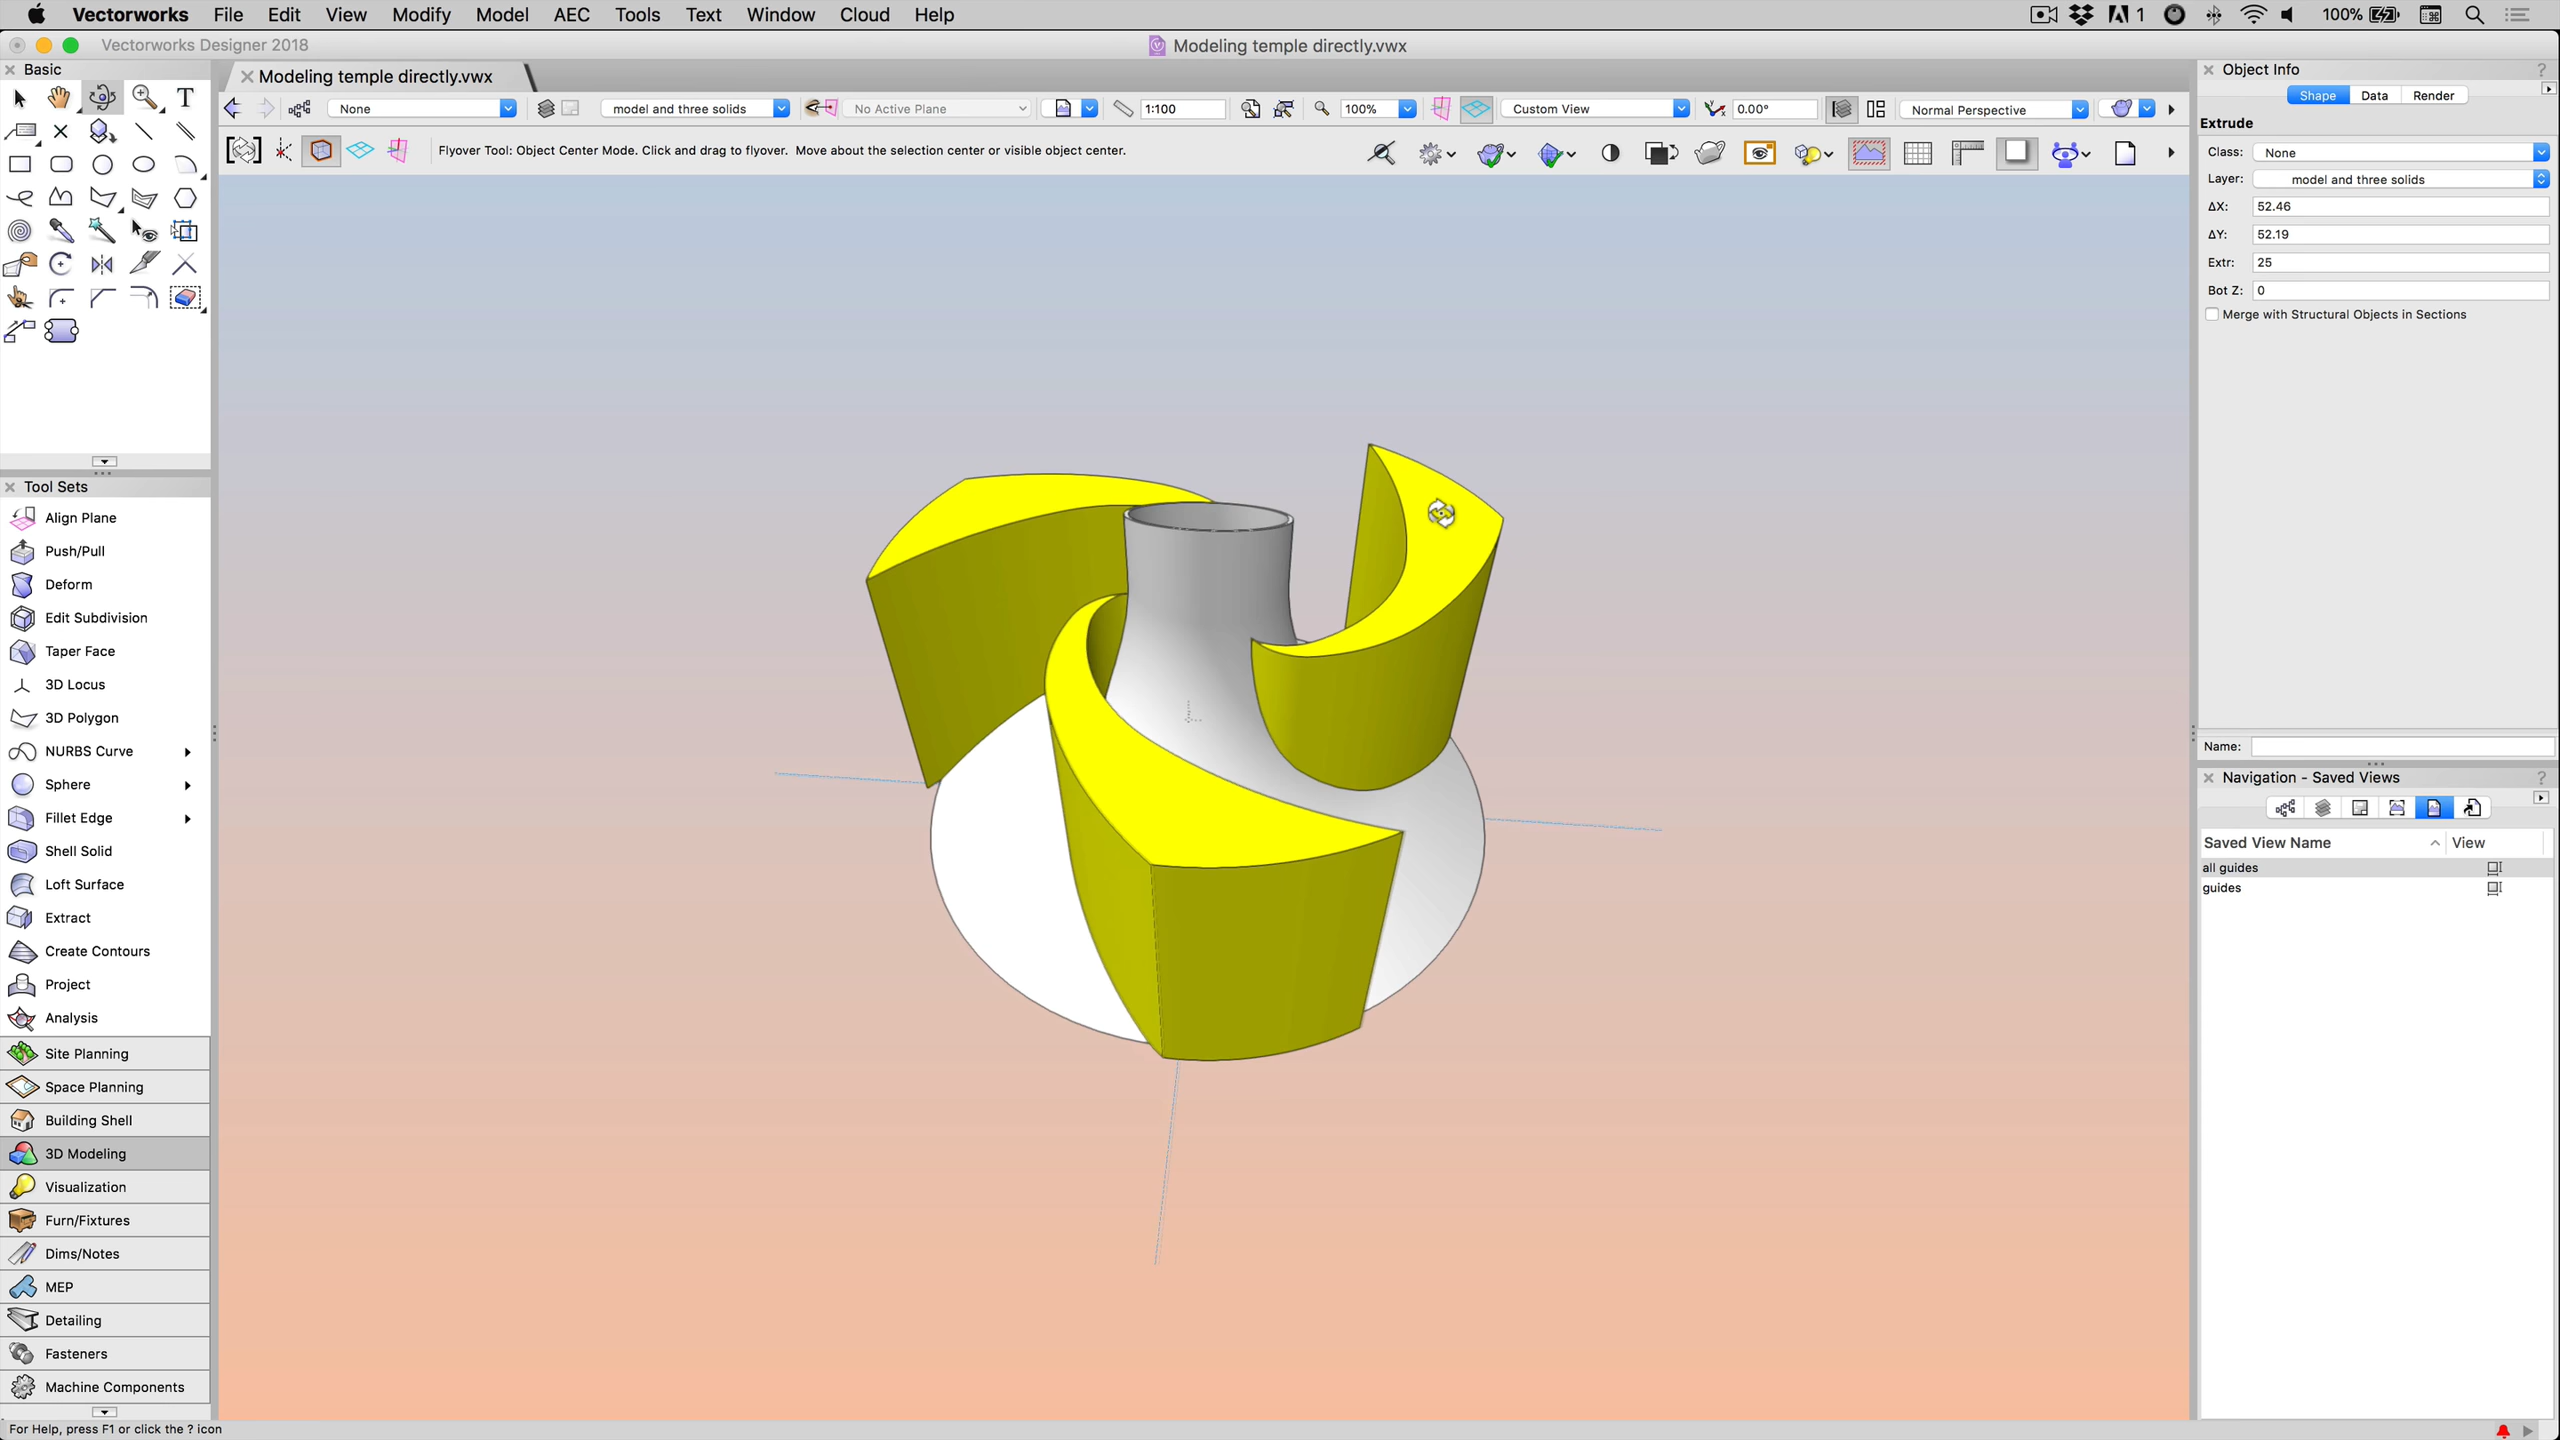 Vectorworks File Edit View Modify Model AEC Tools Text Window Cloud Help 1 100%
Vectorworks Designer 2018 Modeling temple directly.vwx
Basic
Modeling temple directly.vwx
None model and three solids No Active Plane 1:100 100% Custom View 0.00° Normal Perspective
Flyover Tool: Object Center Mode. Click and drag to flyover. Move about the selection center or visible object center.
Tool Sets
Align Plane
Push/Pull
Deform
Edit Subdivision
Taper Face
3D Locus
3D Polygon
NURBS Curve
Sphere
Fillet Edge
Shell Solid
Loft Surface
Extract
Create Contours
Project
Analysis
Site Planning
Space Planning
Building Shell
3D Modeling
Visualization
Furn/Fixtures
Dims/Notes
MEP
Detailing
Fasteners
Machine Components
For Help, press F1 or click the ? icon
Object Info ?
Shape Data Render
Extrude
Class: None
Layer: model and three solids
ΔX: 52.46
ΔY: 52.19
Extr: 25
Bot Z: 0
Merge with Structural Objects in Sections
Name:
Navigation - Saved Views ?
Saved View Name View
all guides
guides